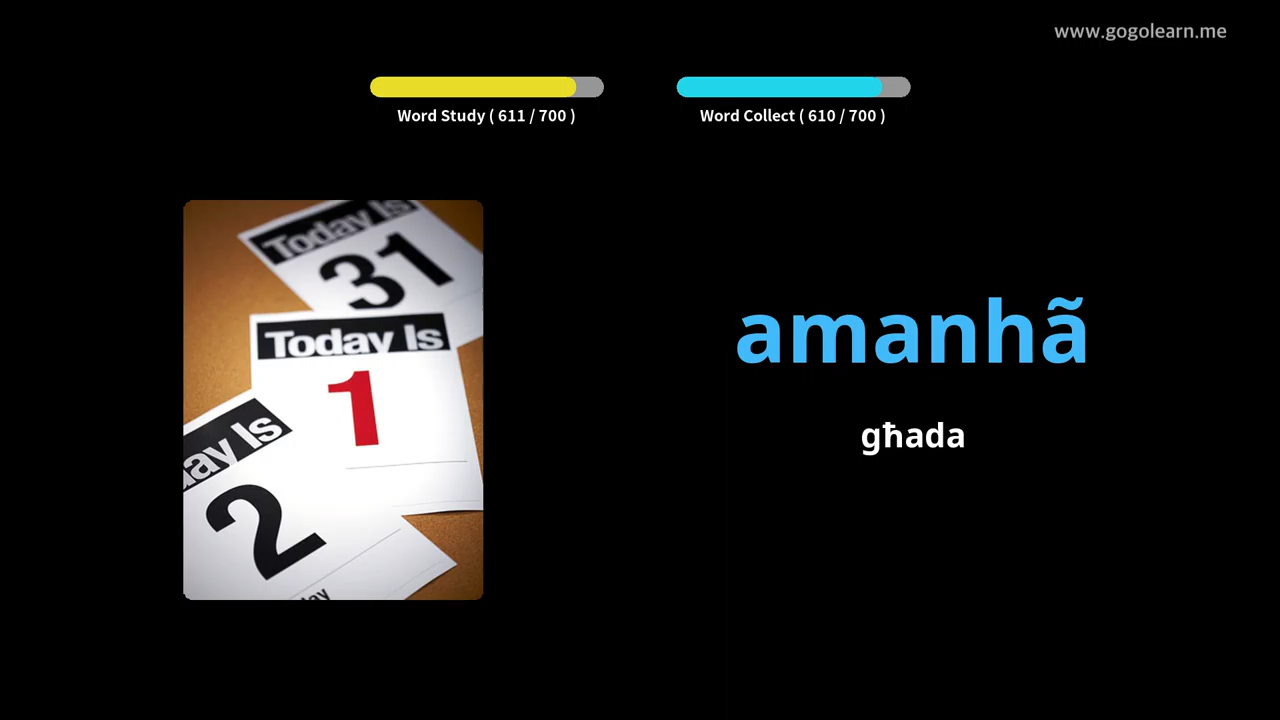 www.gogolearn.me
Word Study ( 611 / 700 )
Word Collect ( 610 / 700 )
Today Is
31
Today Is
1
ay Is
2
day
amanhã
għada